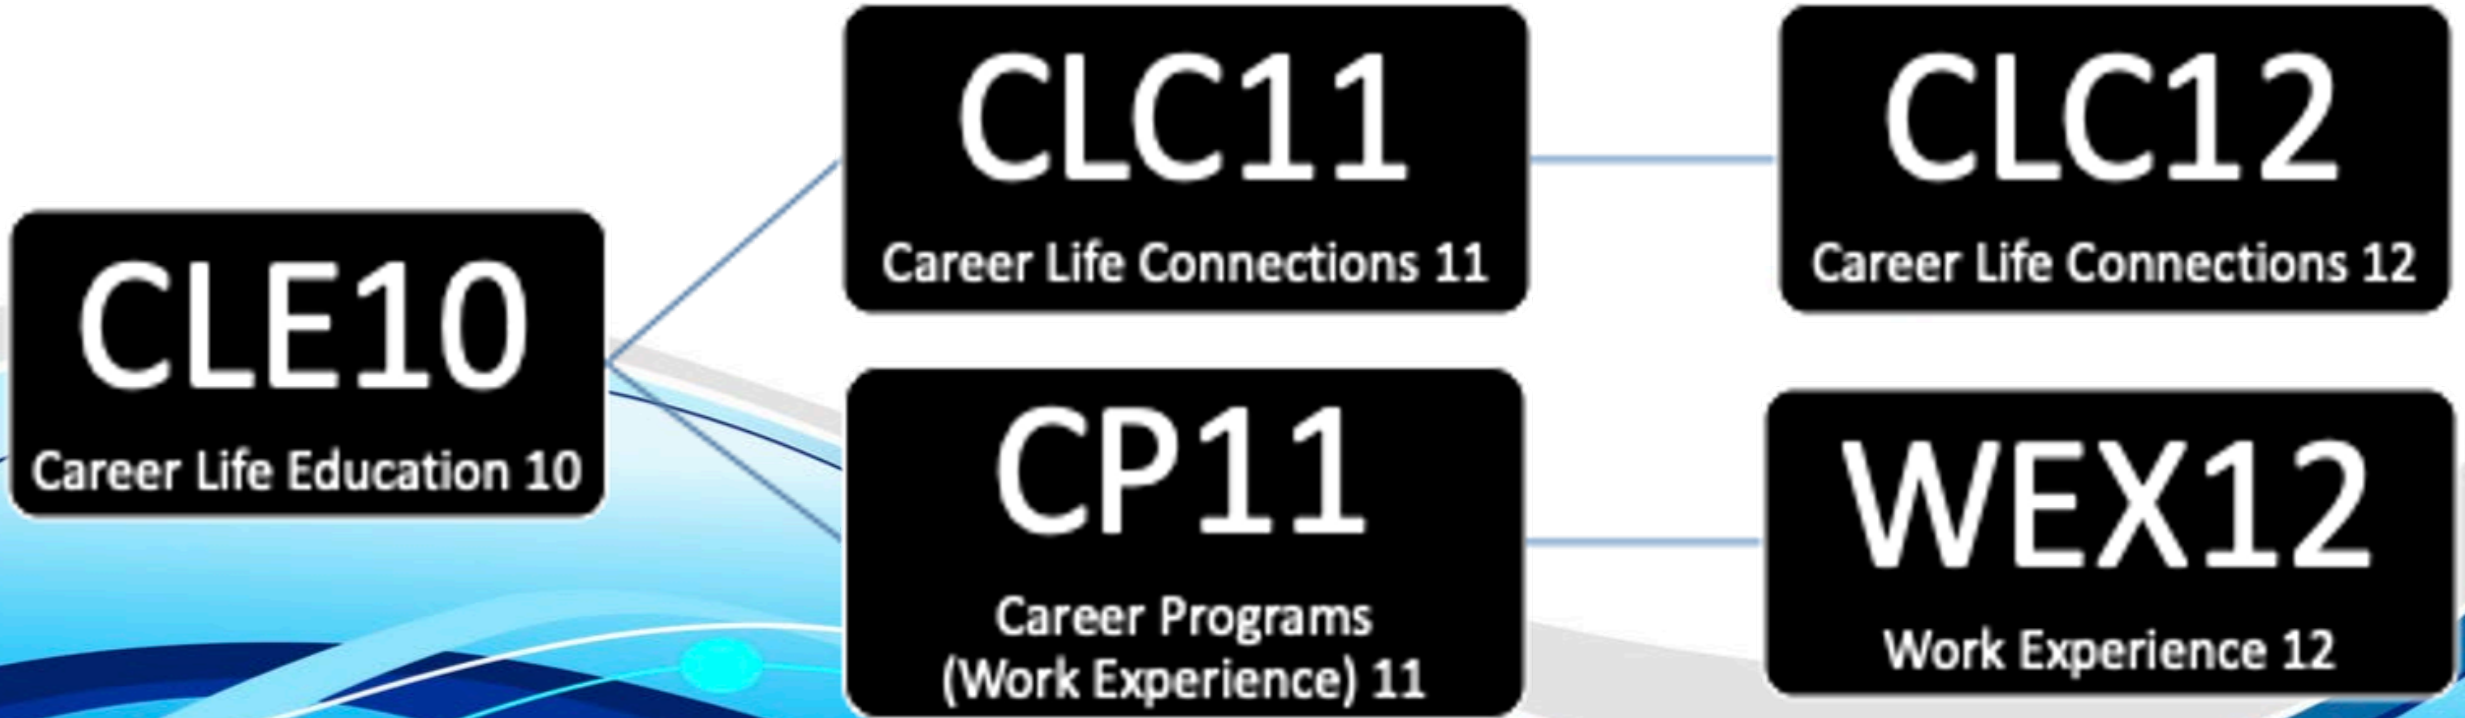 CLE10
Career Life Education 10
CLC11
Career Life Connections 11
CLC12
Career Life Connections 12
CP11
Career Programs
(Work Experience) 11
WEX12
Work Experience 12